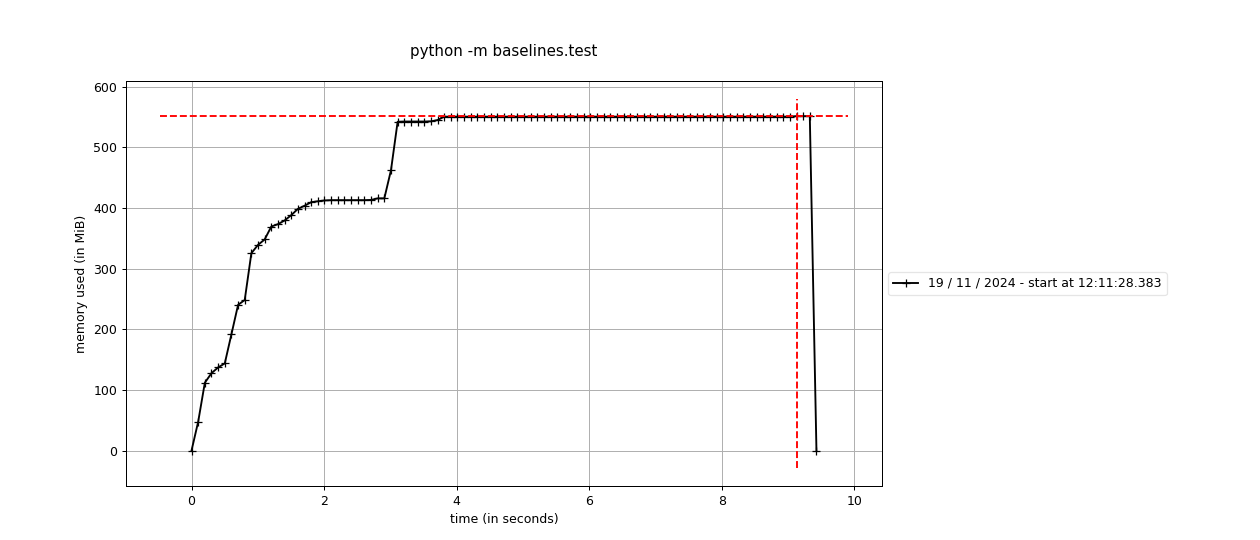 python -m baselines.test
600
500
400
300
200
100
0
memory used (in MiB)
0 2 4 6 8 10
time (in seconds)
19 / 11 / 2024 - start at 12:11:28.383